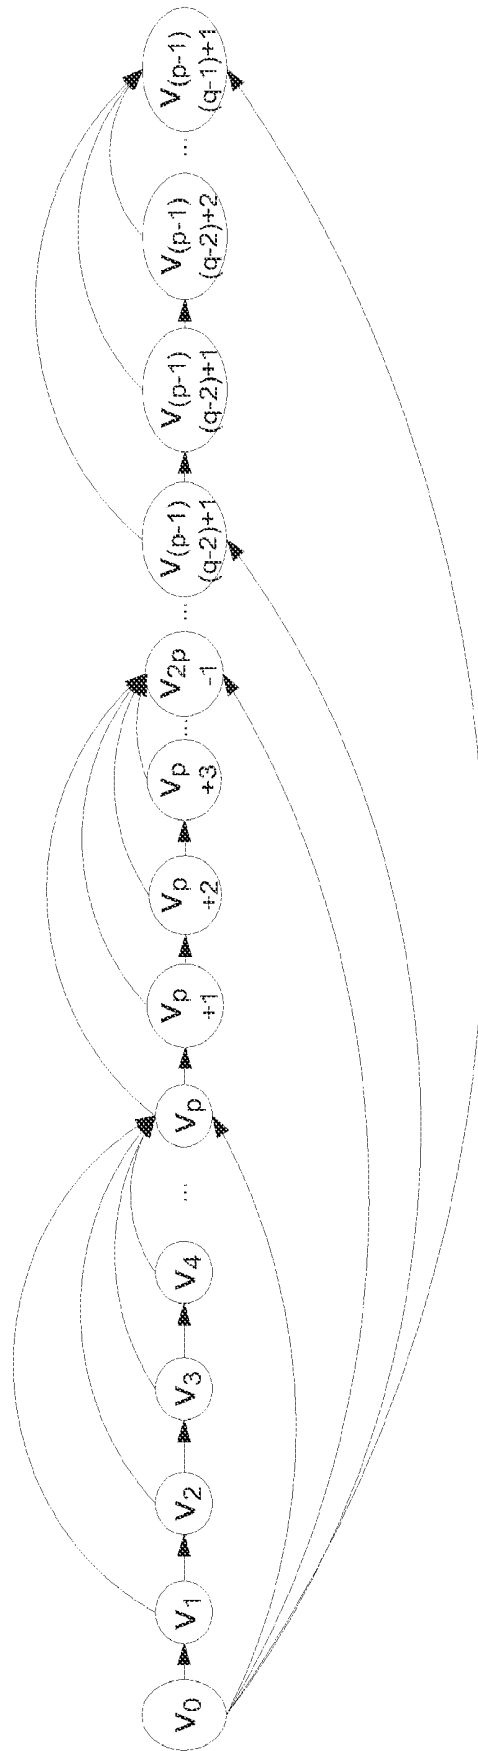 V0
V1
V2
V3
V4
...
Vp
Vp
+1
Vp
+2
Vp
+3
...
V2p
-1
...
V(p-1)
(q-2)+1
V(p-1)
(q-2)+1
V(p-1)
(q-2)+2
...
V(p-1)
(q-1)+1